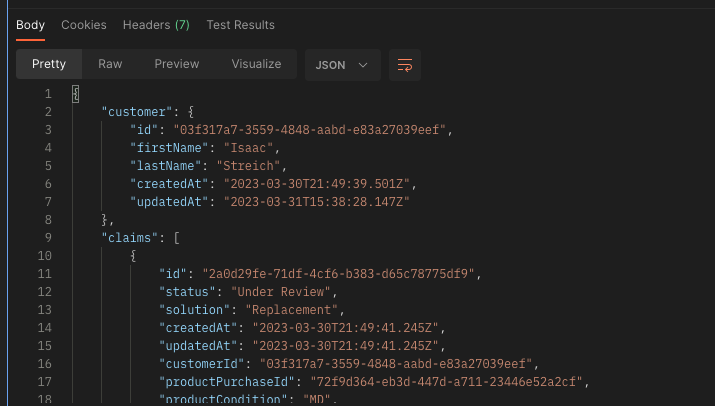 Body Cookies Headers (7) Test Results
Pretty Raw Preview Visualize JSON
1 {
2 "customer": {
3 "id": "03f317a7-3559-4848-aabd-e83a27039eef",
4 "firstName": "Isaac",
5 "lastName": "Streich",
6 "createdAt": "2023-03-30T21:49:39.501Z",
7 "updatedAt": "2023-03-31T15:38:28.147Z"
8 },
9 "claims": [
10 {
11 "id": "2a0d29fe-71df-4cf6-b383-d65c78775df9",
12 "status": "Under Review",
13 "solution": "Replacement",
14 "createdAt": "2023-03-30T21:49:41.245Z",
15 "updatedAt": "2023-03-30T21:49:41.245Z",
16 "customerId": "03f317a7-3559-4848-aabd-e83a27039eef",
17 "productPurchaseId": "72f9d364-eb3d-447d-a711-23446e52a2cf",
18 "productCondition": "MD",